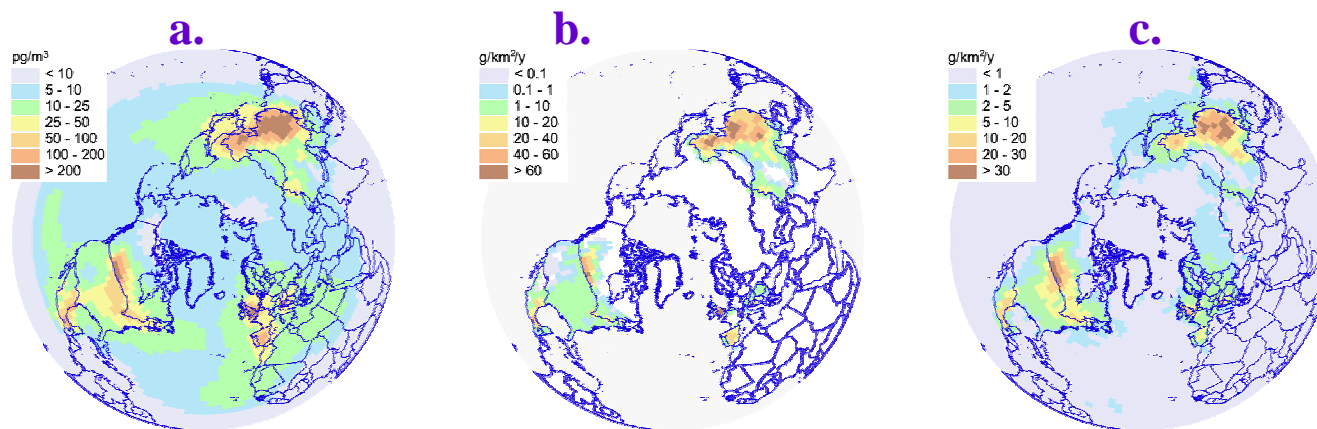 a.
pg/m³
< 10
5 - 10
10 - 25
25 - 50
50 - 100
100 - 200
> 200
b.
g/km²/y
< 0.1
0.1 - 1
1 - 10
10 - 20
20 - 40
40 - 60
> 60
c.
g/km²/y
< 1
1 - 2
2 - 5
5 - 10
10 - 20
20 - 30
> 30